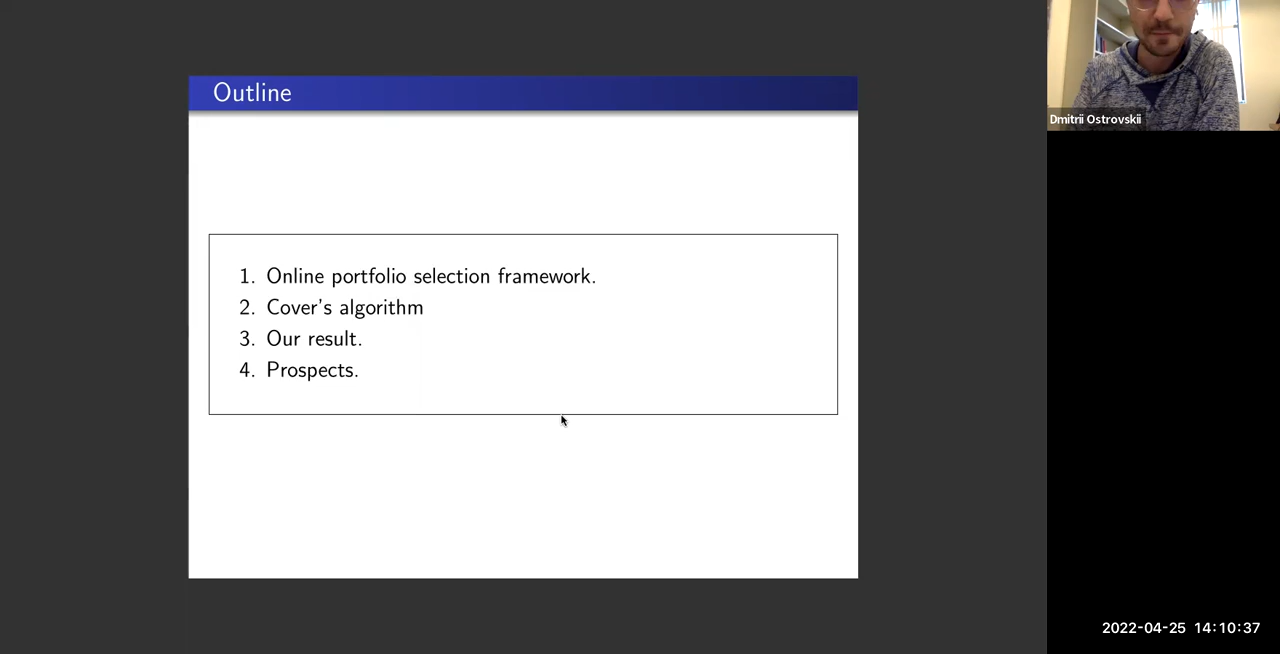 Outline
1. Online portfolio selection framework.
2. Cover's algorithm
3. Our result.
4. Prospects.
Dmitrii Ostrovskii
2022-04-25 14:10:37